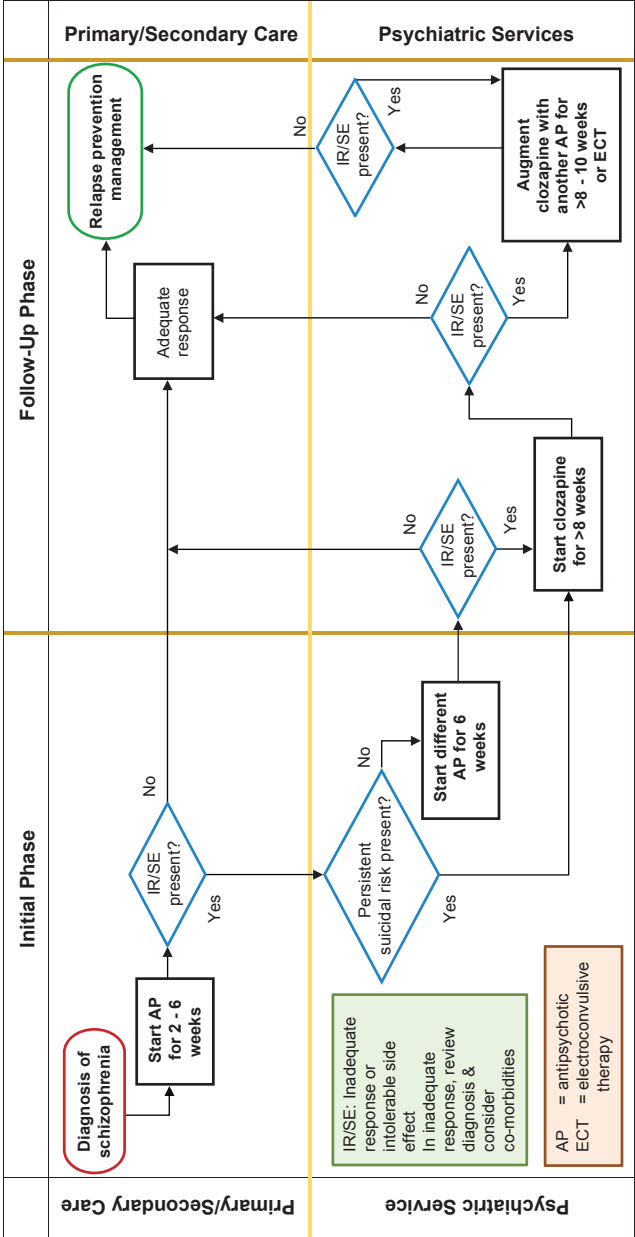 Initial Phase
Follow-Up Phase
Primary/Secondary Care
Diagnosis of
schizophrenia
Start AP
for 2 - 6
weeks
IR/SE
present?
No
Yes
Adequate
response
Relapse prevention
management
Primary/Secondary Care
Psychiatric Service
IR/SE: Inadequate
response or
intolerable side
effect
In inadequate
response, review
diagnosis &
consider
co-morbidities
AP = antipsychotic
ECT = electroconvulsive
therapy
Persistent
suicidal risk present?
No
Yes
Start different
AP for 6
weeks
IR/SE
present?
No
Yes
Start clozapine
for >8 weeks
IR/SE
present?
No
Yes
Augment
clozapine with
another AP for
>8 - 10 weeks
or ECT
IR/SE
present?
No
Yes
Psychiatric Services